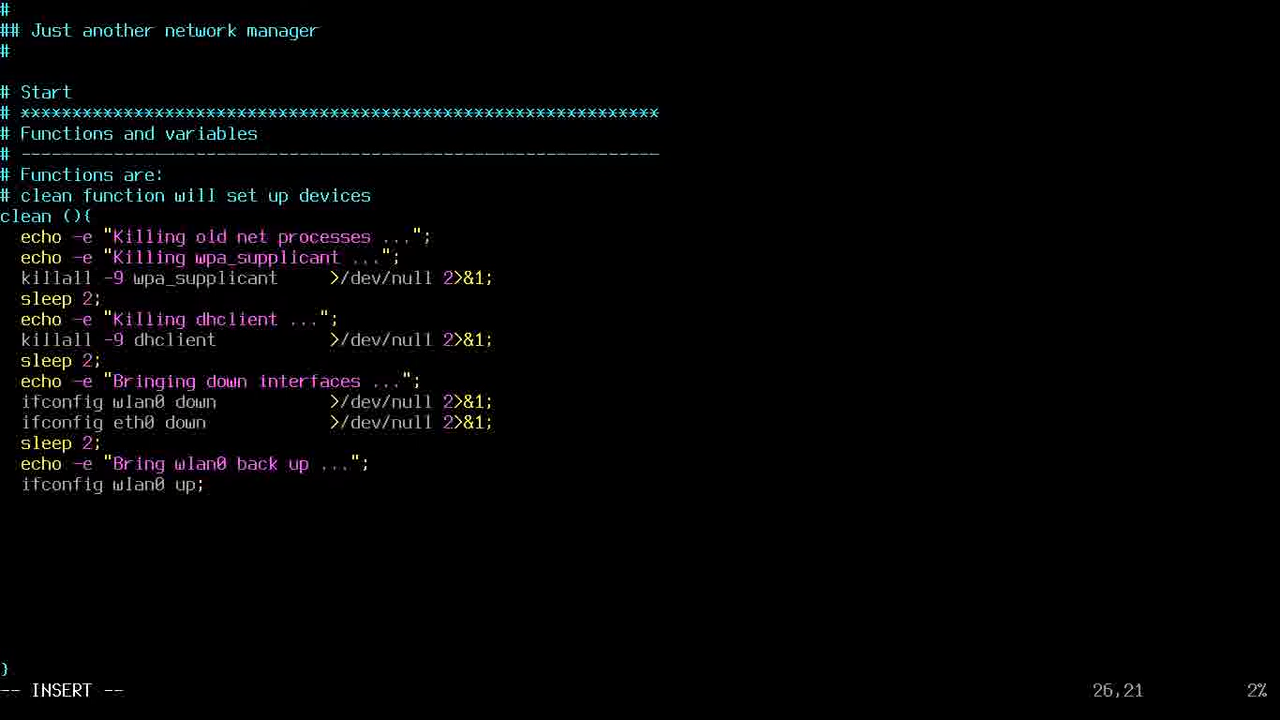 #
## Just another network manager
#
# Start
# **************************************************************
# Functions and variables
# --------------------------------------------------------------
# Functions are:
# clean function will set up devices
clean (){
  echo -e "Killing old net processes ...";
  echo -e "Killing wpa_supplicant ...";
  killall -9 wpa_supplicant     >/dev/null 2>&1;
  sleep 2;
  echo -e "Killing dhclient ...";
  killall -9 dhclient           >/dev/null 2>&1;
  sleep 2;
  echo -e "Bringing down interfaces ...";
  ifconfig wlan0 down           >/dev/null 2>&1;
  ifconfig eth0 down            >/dev/null 2>&1;
  sleep 2;
  echo -e "Bring wlan0 back up ...";
  ifconfig wlan0 up;
}
-- INSERT --                    26,21          2%